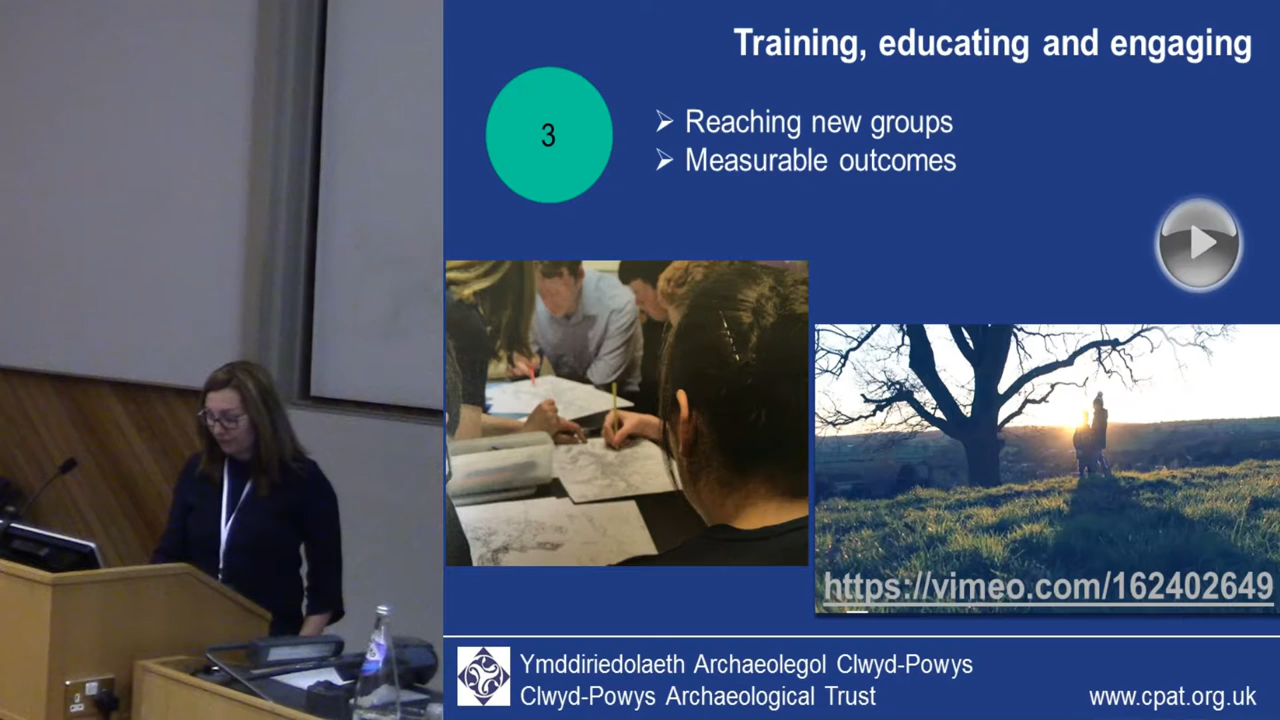 Training, educating and engaging
3
➢ Reaching new groups
➢ Measurable outcomes
https://vimeo.com/162402649
Ymddiriedolaeth Archaeolegol Clwyd-Powys
Clwyd-Powys Archaeological Trust
www.cpat.org.uk